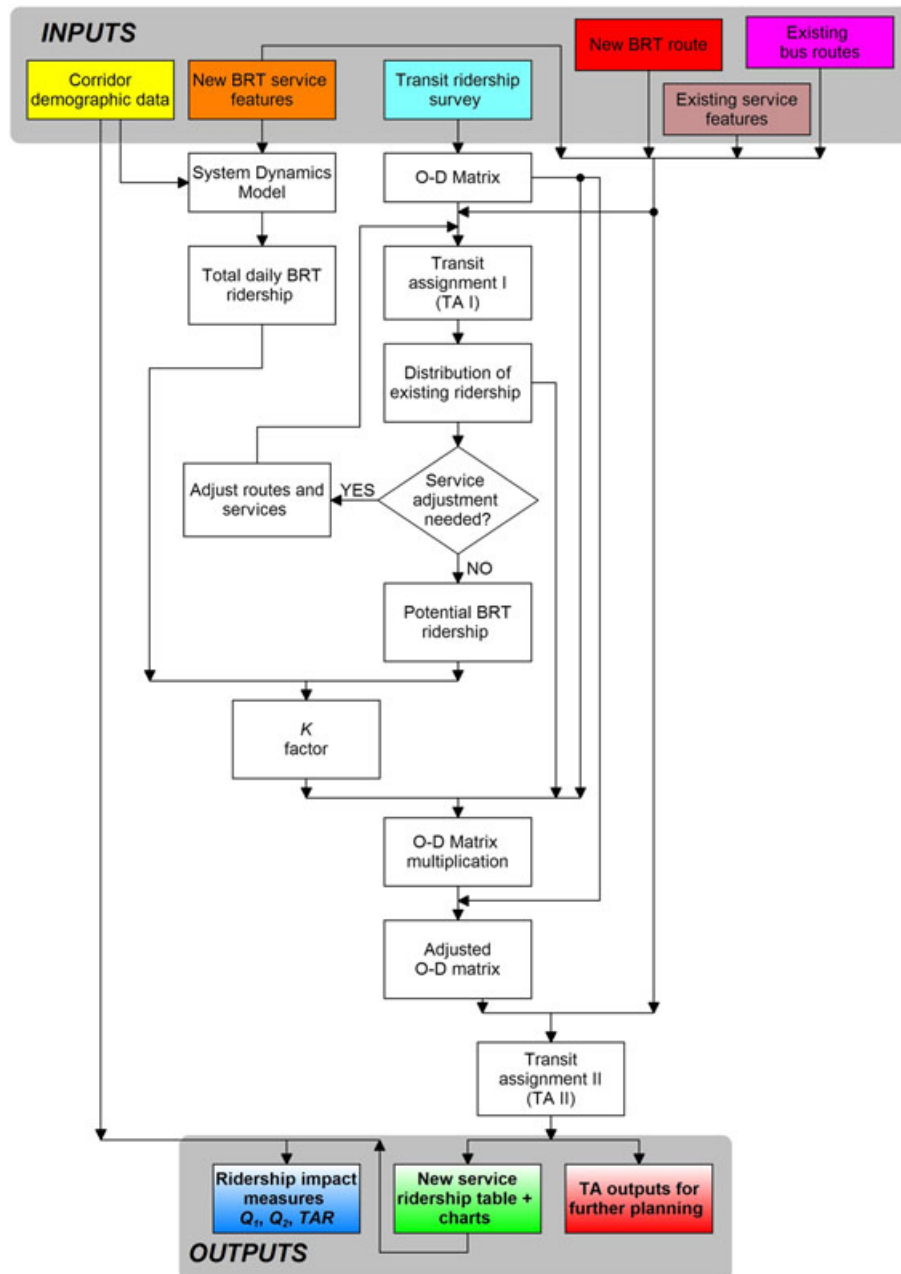 INPUTS
Corridor
demographic data
New BRT service
features
Transit ridership
survey
New BRT route
Existing
bus routes
Existing service
features
System Dynamics
Model
O-D Matrix
Total daily BRT
ridership
Transit
assignment I
(TA I)
Distribution of
existing ridership
Adjust routes and
services
YES
Service
adjustment
needed?
NO
Potential BRT
ridership
K
factor
O-D Matrix
multiplication
Adjusted
O-D matrix
Transit
assignment II
(TA II)
Ridership impact
measures
Q1, Q2, TAR
New service
ridership table +
charts
TA outputs for
further planning
OUTPUTS